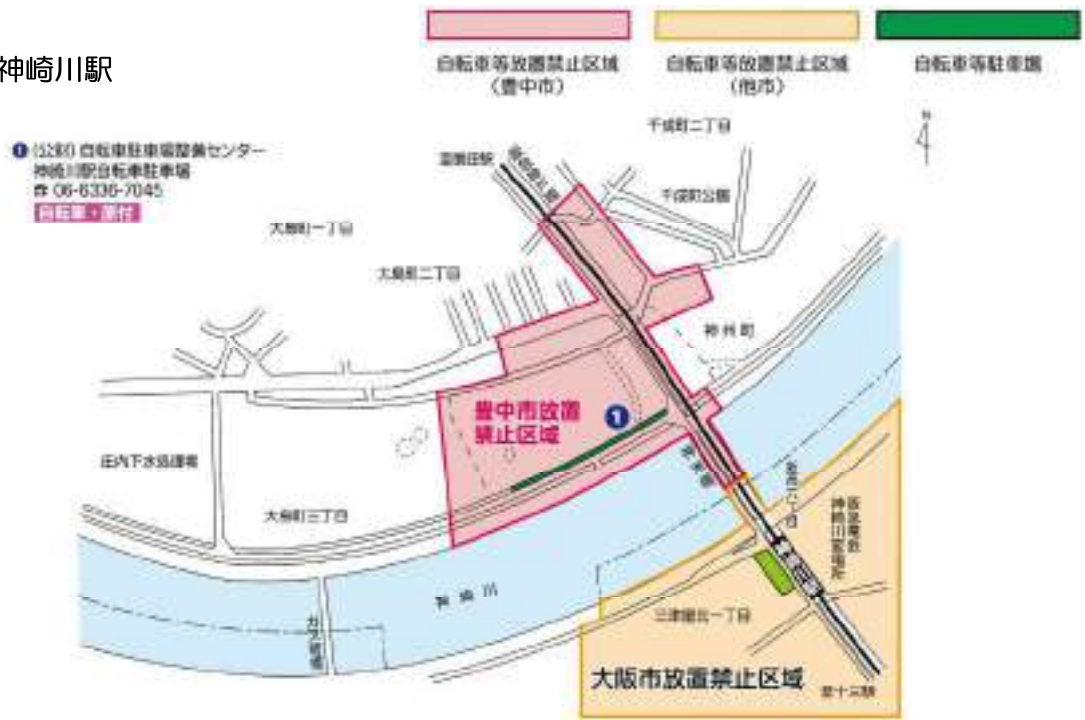 神崎川駅
自転車等放置禁止区域
（豊中市）
自転車等放置禁止区域
（他市）
自転車等駐車場
N
❶ (公財) 自転車駐車場整備センター
神崎川駅自転車駐車場
☎ 06-6336-7045
自転車・原付
千成町二丁目
千成町公園
大島町一丁目
大島町二丁目
神州町
豊中市放置
禁止区域
1
庄内下水処理場
大島町三丁目
神崎川
三津屋北一丁目
大阪市放置禁止区域
至十三駅